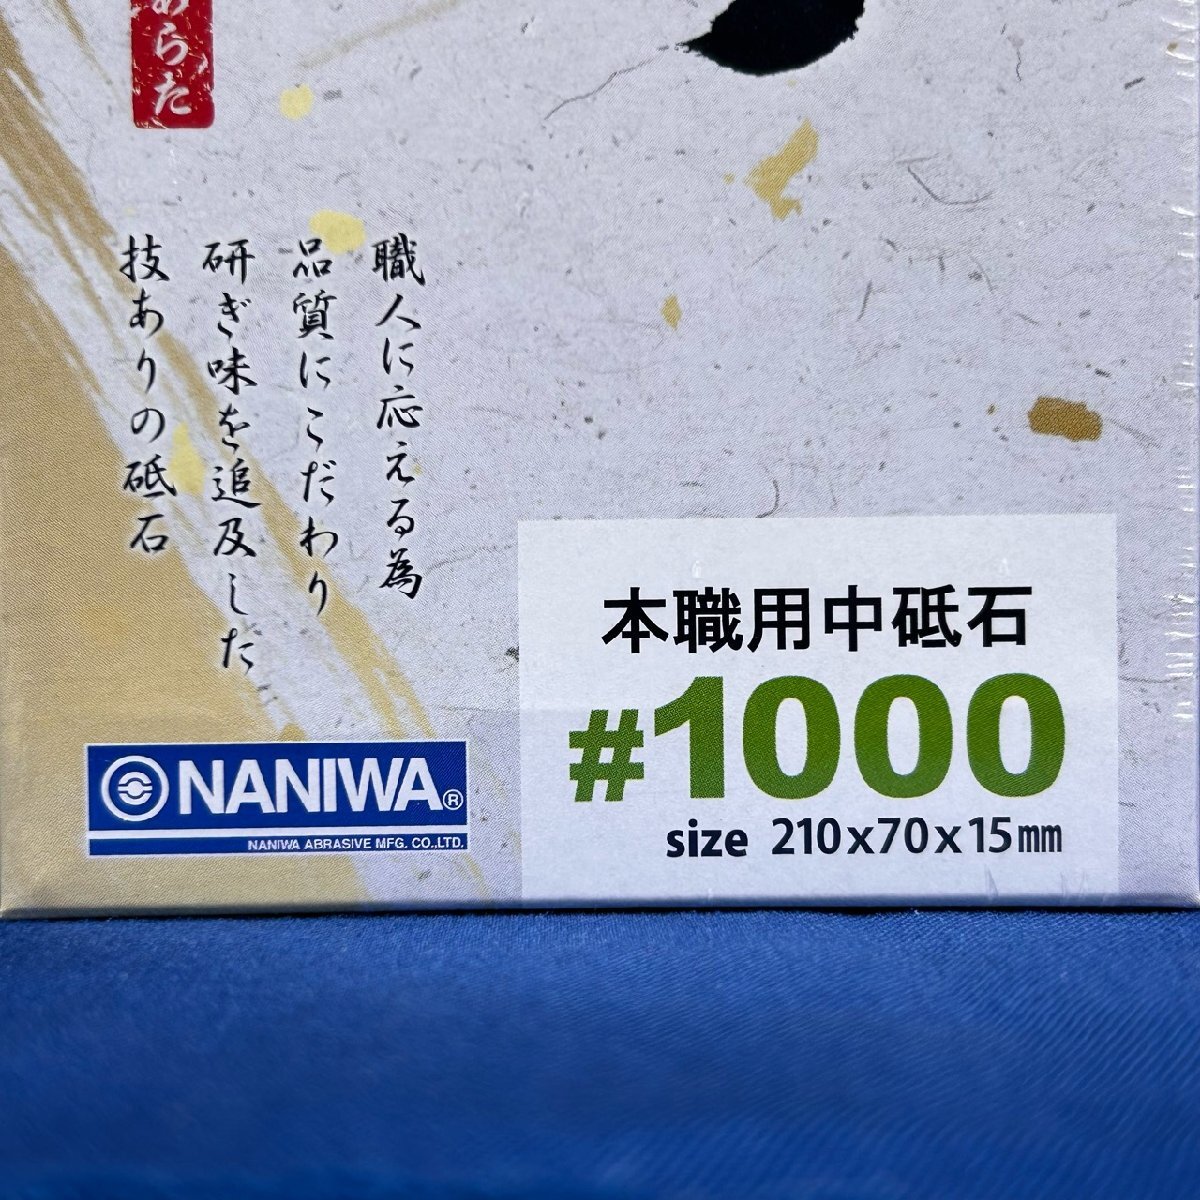 あらた
職人に応える為
品質にこだわり
研ぎ味を追及した
技ありの砥石
本職用中砥石
#1000
size 210x70x15mm
NANIWA®
NANIWA ABRASIVE MFG. CO.,LTD.